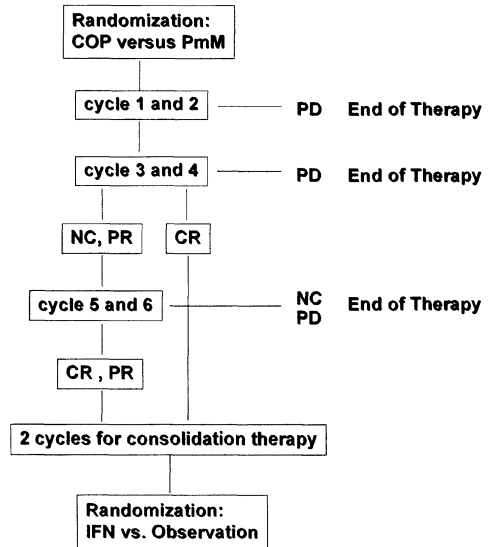 Randomization:
COP versus PmM
cycle 1 and 2
PD End of Therapy
cycle 3 and 4
PD End of Therapy
NC, PR
CR
cycle 5 and 6
NC
PD
End of Therapy
CR , PR
2 cycles for consolidation therapy
Randomization:
IFN vs. Observation